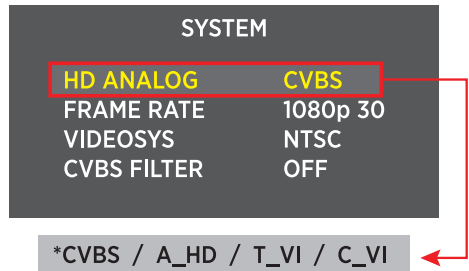 SYSTEM
HD ANALOG CVBS
FRAME RATE 1080p 30
VIDEOSYS NTSC
CVBS FILTER OFF
*CVBS / A_HD / T_VI / C_VI